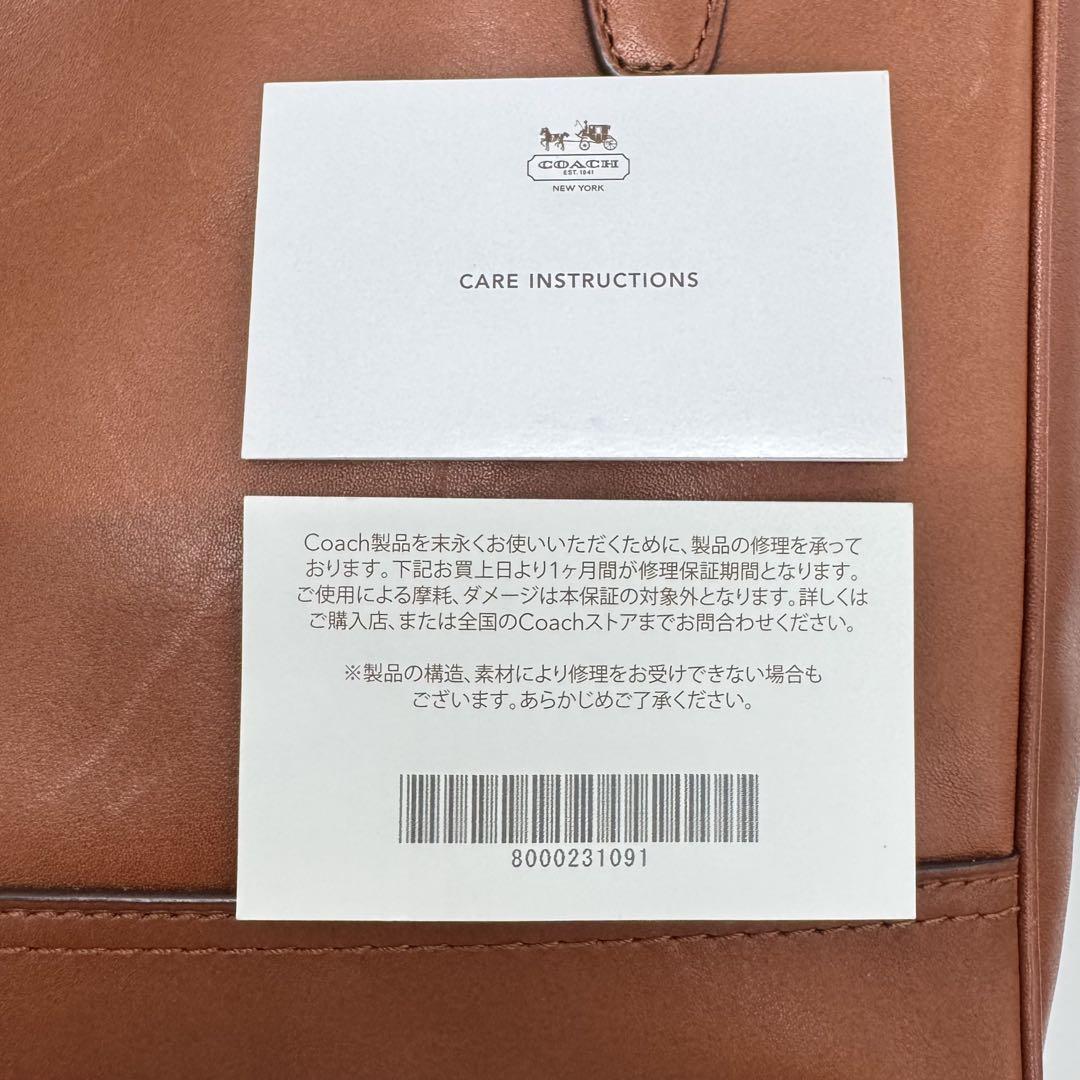 COACH
EST. 1941
NEW YORK
CARE INSTRUCTIONS
Coach製品を末永くお使いいただくために、製品の修理を承って
おります。下記お買上日より1ヶ月間が修理保証期間となります。
ご使用による摩耗、ダメージは本保証の対象外となります。詳しくは
ご購入店、または全国のCoachストアまでお問合わせください。
※製品の構造、素材により修理をお受けできない場合も
ございます。あらかじめご了承ください。
8000231091